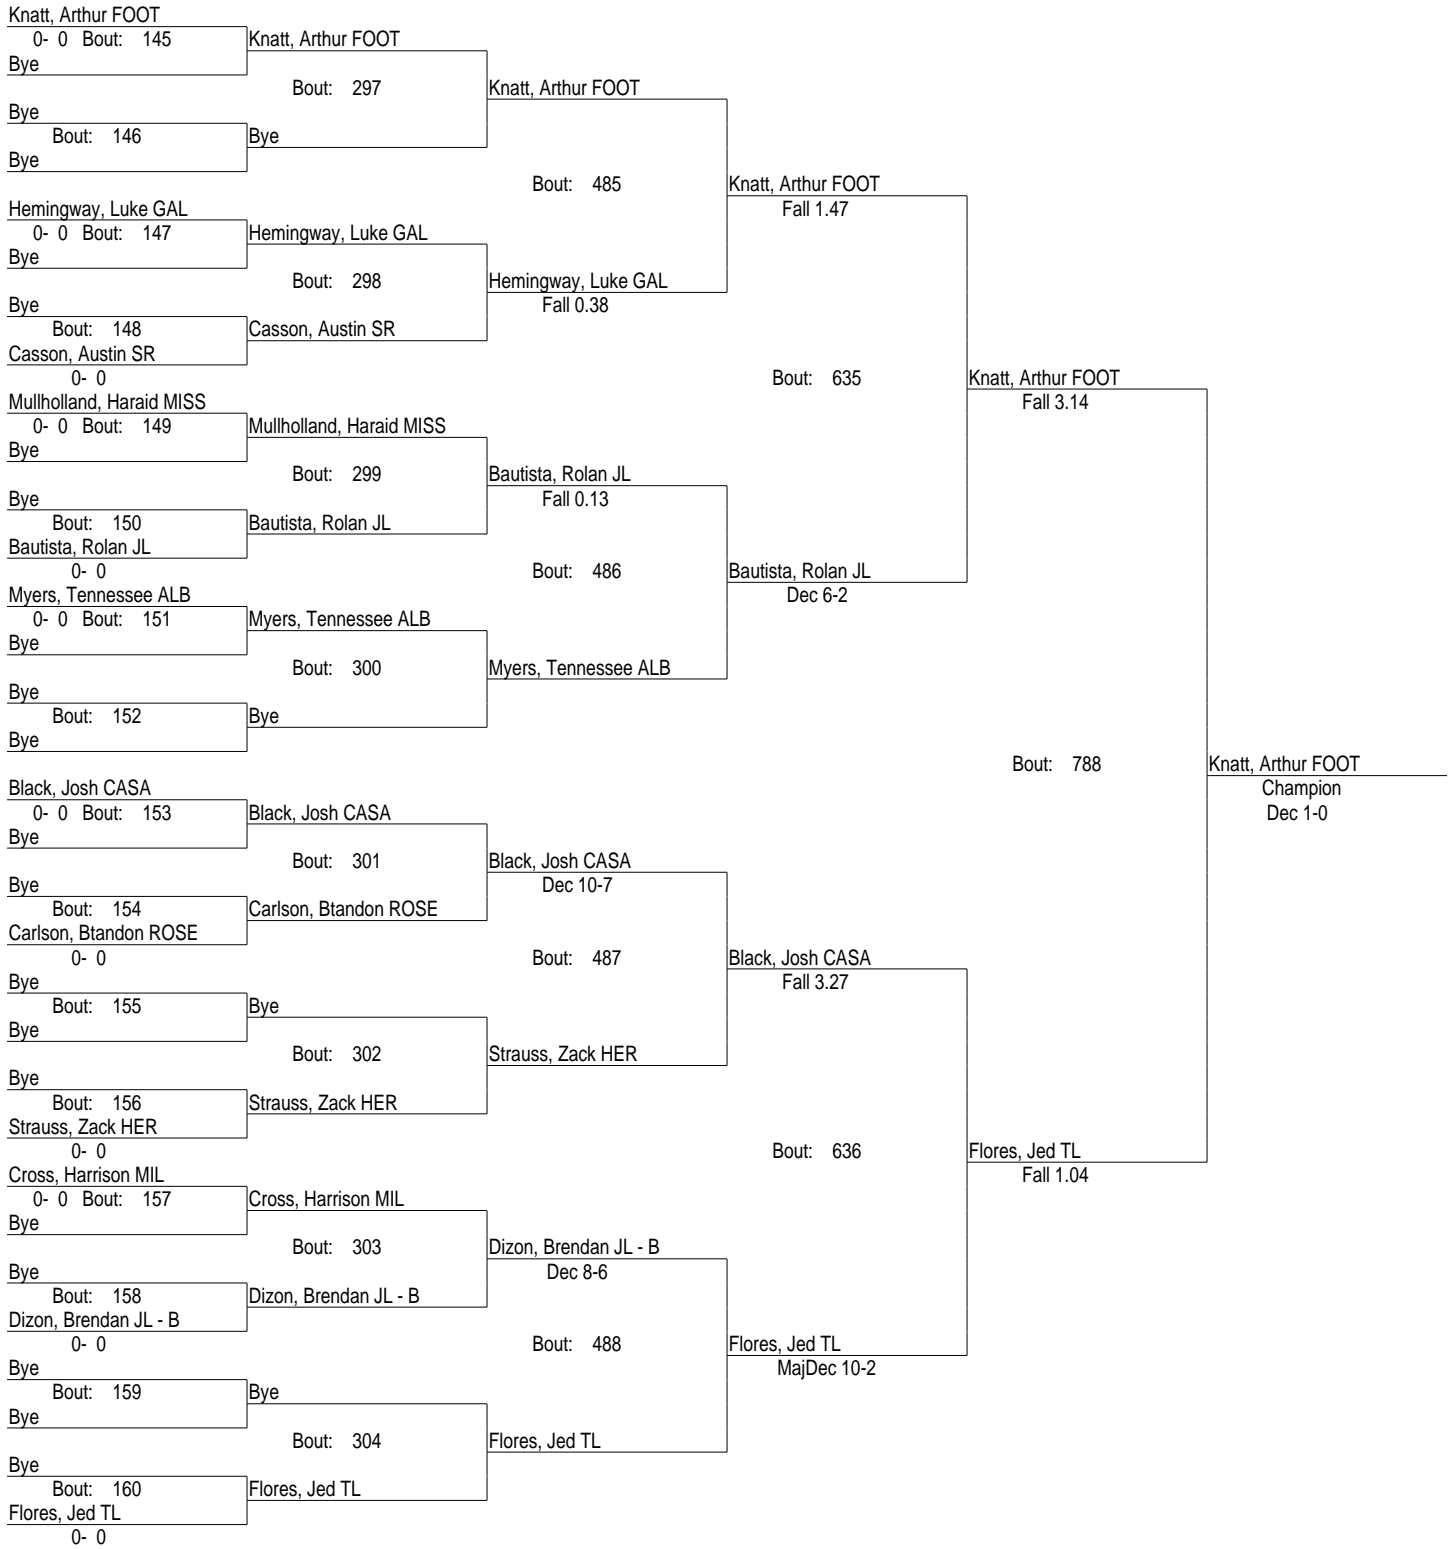 Knatt, Arthur FOOT
0- 0 Bout: 145 Knatt, Arthur FOOT
Bye
Bout: 297 Knatt, Arthur FOOT
Bye
Bout: 146 Bye
Bye
Bout: 485 Knatt, Arthur FOOT
Hemingway, Luke GAL Fall 1.47
0- 0 Bout: 147 Hemingway, Luke GAL
Bye
Bout: 298 Hemingway, Luke GAL
Bye Fall 0.38
Bout: 148 Casson, Austin SR
Casson, Austin SR
0- 0 Bout: 635 Knatt, Arthur FOOT
Mullholland, Haraid MISS Fall 3.14
0- 0 Bout: 149 Mullholland, Haraid MISS
Bye
Bout: 299 Bautista, Rolan JL
Bye Fall 0.13
Bout: 150 Bautista, Rolan JL
Bautista, Rolan JL
0- 0 Bout: 486 Bautista, Rolan JL
Myers, Tennessee ALB Dec 6-2
0- 0 Bout: 151 Myers, Tennessee ALB
Bye
Bout: 300 Myers, Tennessee ALB
Bye
Bout: 152 Bye
Bye
Bout: 788 Knatt, Arthur FOOT
Black, Josh CASA Champion
0- 0 Bout: 153 Black, Josh CASA Dec 1-0
Bye
Bout: 301 Black, Josh CASA
Bye Dec 10-7
Bout: 154 Carlson, Btandon ROSE
Carlson, Btandon ROSE
0- 0 Bout: 487 Black, Josh CASA
Bye Fall 3.27
Bout: 155 Bye
Bye
Bout: 302 Strauss, Zack HER
Bye
Bout: 156 Strauss, Zack HER
Strauss, Zack HER
0- 0 Bout: 636 Flores, Jed TL
Cross, Harrison MIL Fall 1.04
0- 0 Bout: 157 Cross, Harrison MIL
Bye
Bout: 303 Dizon, Brendan JL - B
Bye Dec 8-6
Bout: 158 Dizon, Brendan JL - B
Dizon, Brendan JL - B
0- 0 Bout: 488 Flores, Jed TL
Bye MajDec 10-2
Bout: 159 Bye
Bye
Bout: 304 Flores, Jed TL
Bye
Bout: 160 Flores, Jed TL
Flores, Jed TL
0- 0